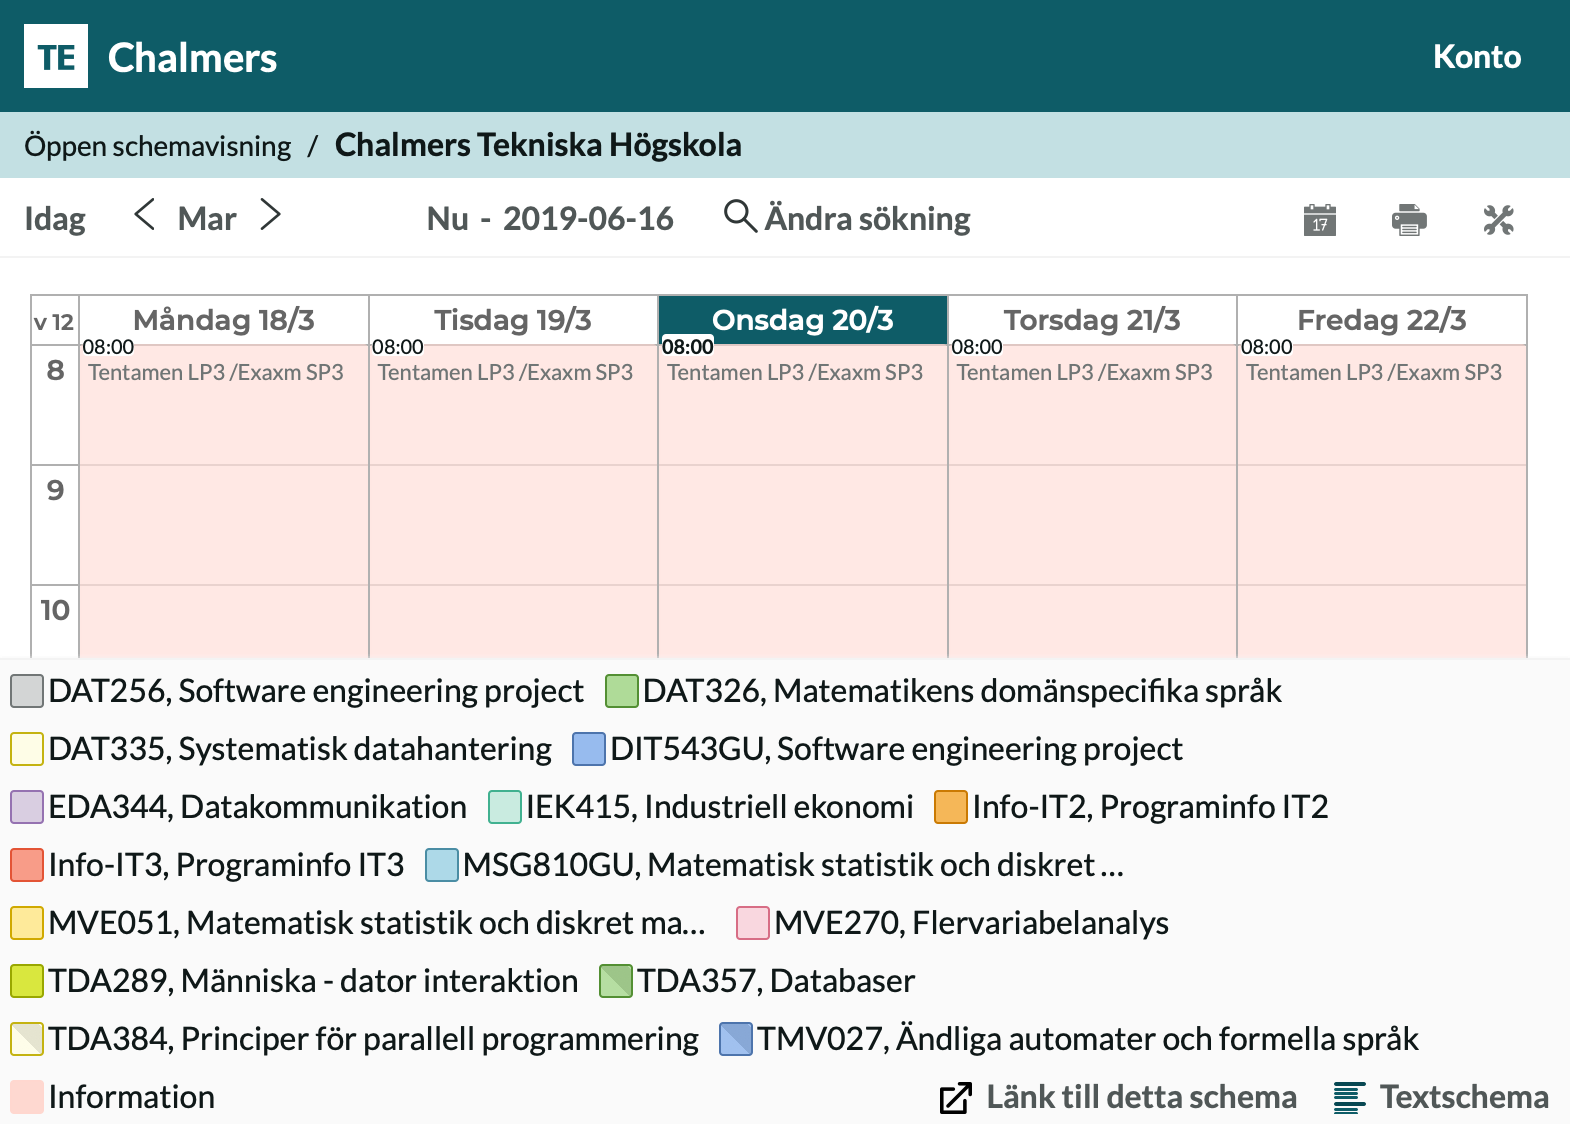 TE Chalmers Konto
Öppen schemavisning / Chalmers Tekniska Högskola
Idag Mar Nu - 2019-06-16 Ändra sökning 17
v 12 Måndag 18/3 Tisdag 19/3 Onsdag 20/3 Torsdag 21/3 Fredag 22/3
08:00 08:00 08:00 08:00 08:00
8 Tentamen LP3 /Exaxm SP3 Tentamen LP3 /Exaxm SP3 Tentamen LP3 /Exaxm SP3 Tentamen LP3 /Exaxm SP3 Tentamen LP3 /Exaxm SP3
9
10
DAT256, Software engineering project DAT326, Matematikens domänspecifika språk
DAT335, Systematisk datahantering DIT543GU, Software engineering project
EDA344, Datakommunikation IEK415, Industriell ekonomi Info-IT2, Programinfo IT2
Info-IT3, Programinfo IT3 MSG810GU, Matematisk statistik och diskret ...
MVE051, Matematisk statistik och diskret ma... MVE270, Flervariabelanalys
TDA289, Människa - dator interaktion TDA357, Databaser
TDA384, Principer för parallell programmering TMV027, Ändliga automater och formella språk
Information Länk till detta schema Textschema